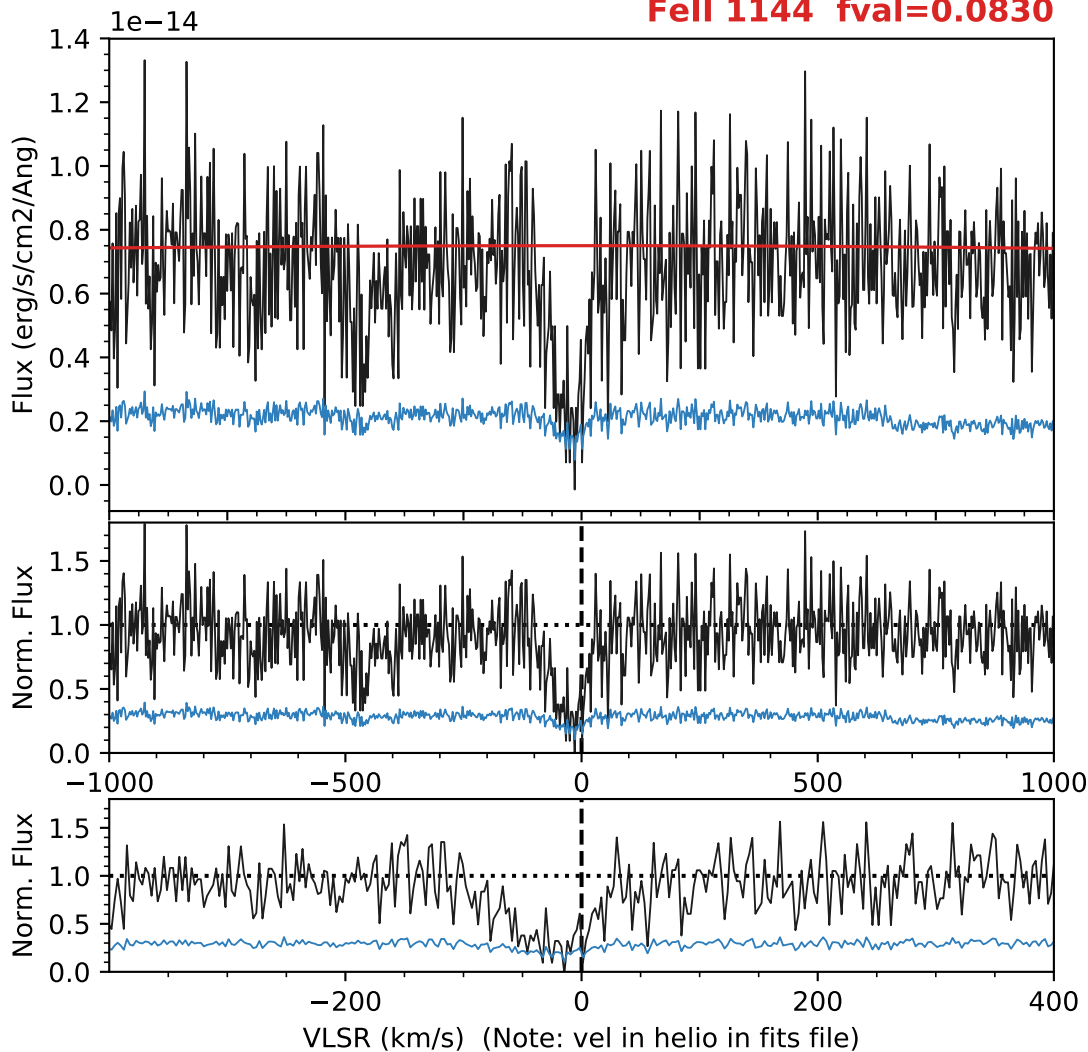 FeII 1144 fval=0.0830
1e−14
1.4
1.2
1.0
0.8
0.6
0.4
0.2
0.0
Flux (erg/s/cm2/Ang)
1.5
1.0
0.5
0.0
Norm. Flux
−1000 −500 0 500 1000
1.5
1.0
0.5
0.0
Norm. Flux
−200 0 200 400
VLSR (km/s) (Note: vel in helio in fits file)